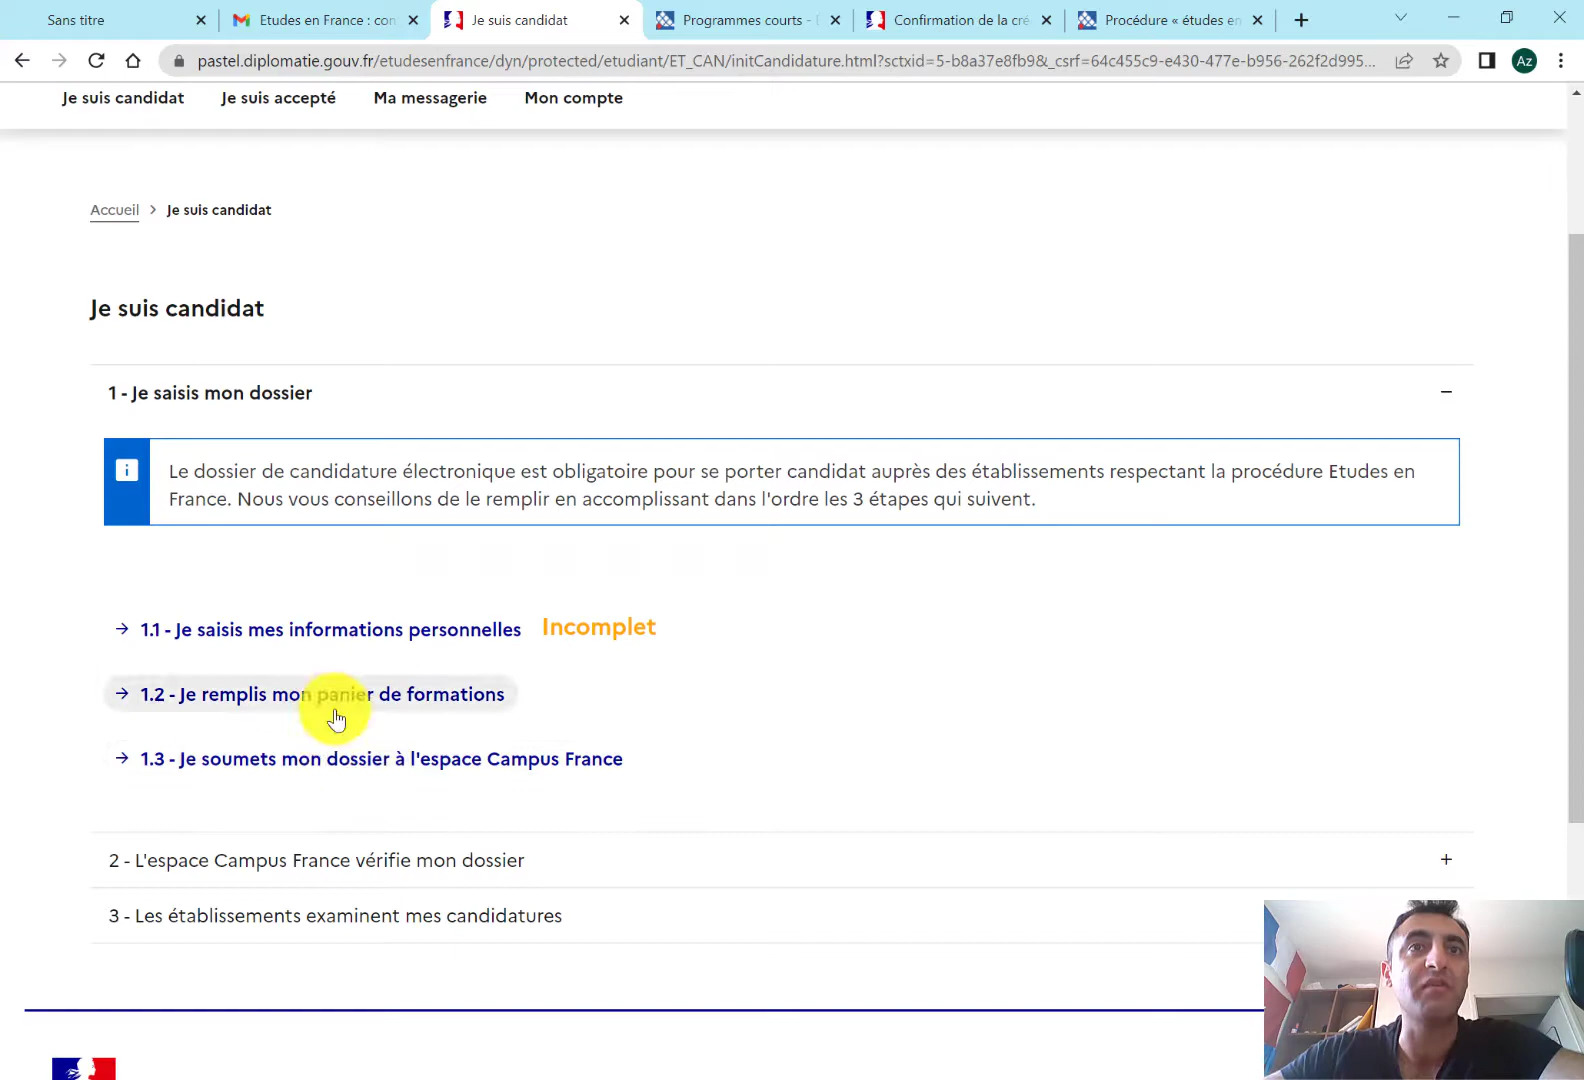 Sans titre
Etudes en France : con
Je suis candidat
Programmes courts -
Confirmation de la cré
Procédure « études en
pastel.diplomatie.gouv.fr/etudesenfrance/dyn/protected/etudiant/ET_CAN/initCandidature.html?sctxid=5-b8a37e8fb9&_csrf=64c455c9-e430-477e-b956-262f2d995...
Az
Je suis candidat
Je suis accepté
Ma messagerie
Mon compte
Accueil > Je suis candidat
Je suis candidat
1 - Je saisis mon dossier
Le dossier de candidature électronique est obligatoire pour se porter candidat auprès des établissements respectant la procédure Etudes en
France. Nous vous conseillons de le remplir en accomplissant dans l'ordre les 3 étapes qui suivent.
1.1 - Je saisis mes informations personnelles Incomplet
1.2 - Je remplis mon panier de formations
1.3 - Je soumets mon dossier à l'espace Campus France
2 - L'espace Campus France vérifie mon dossier
3 - Les établissements examinent mes candidatures